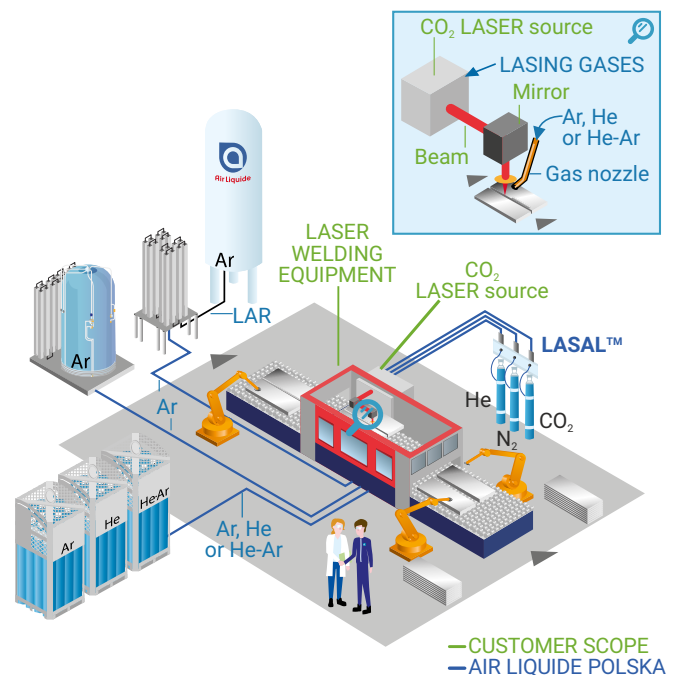 CO₂ LASER source
LASING GASES
Mirror
Ar, He
or He-Ar
Beam
Gas nozzle
Air Liquide
Ar
LAR
LASER
WELDING
EQUIPMENT
CO₂
LASER source
LASAL™
He
N₂
CO₂
Ar
Ar
Ar
He
He-Ar
Ar, He
or He-Ar
CUSTOMER SCOPE
AIR LIQUIDE POLSKA